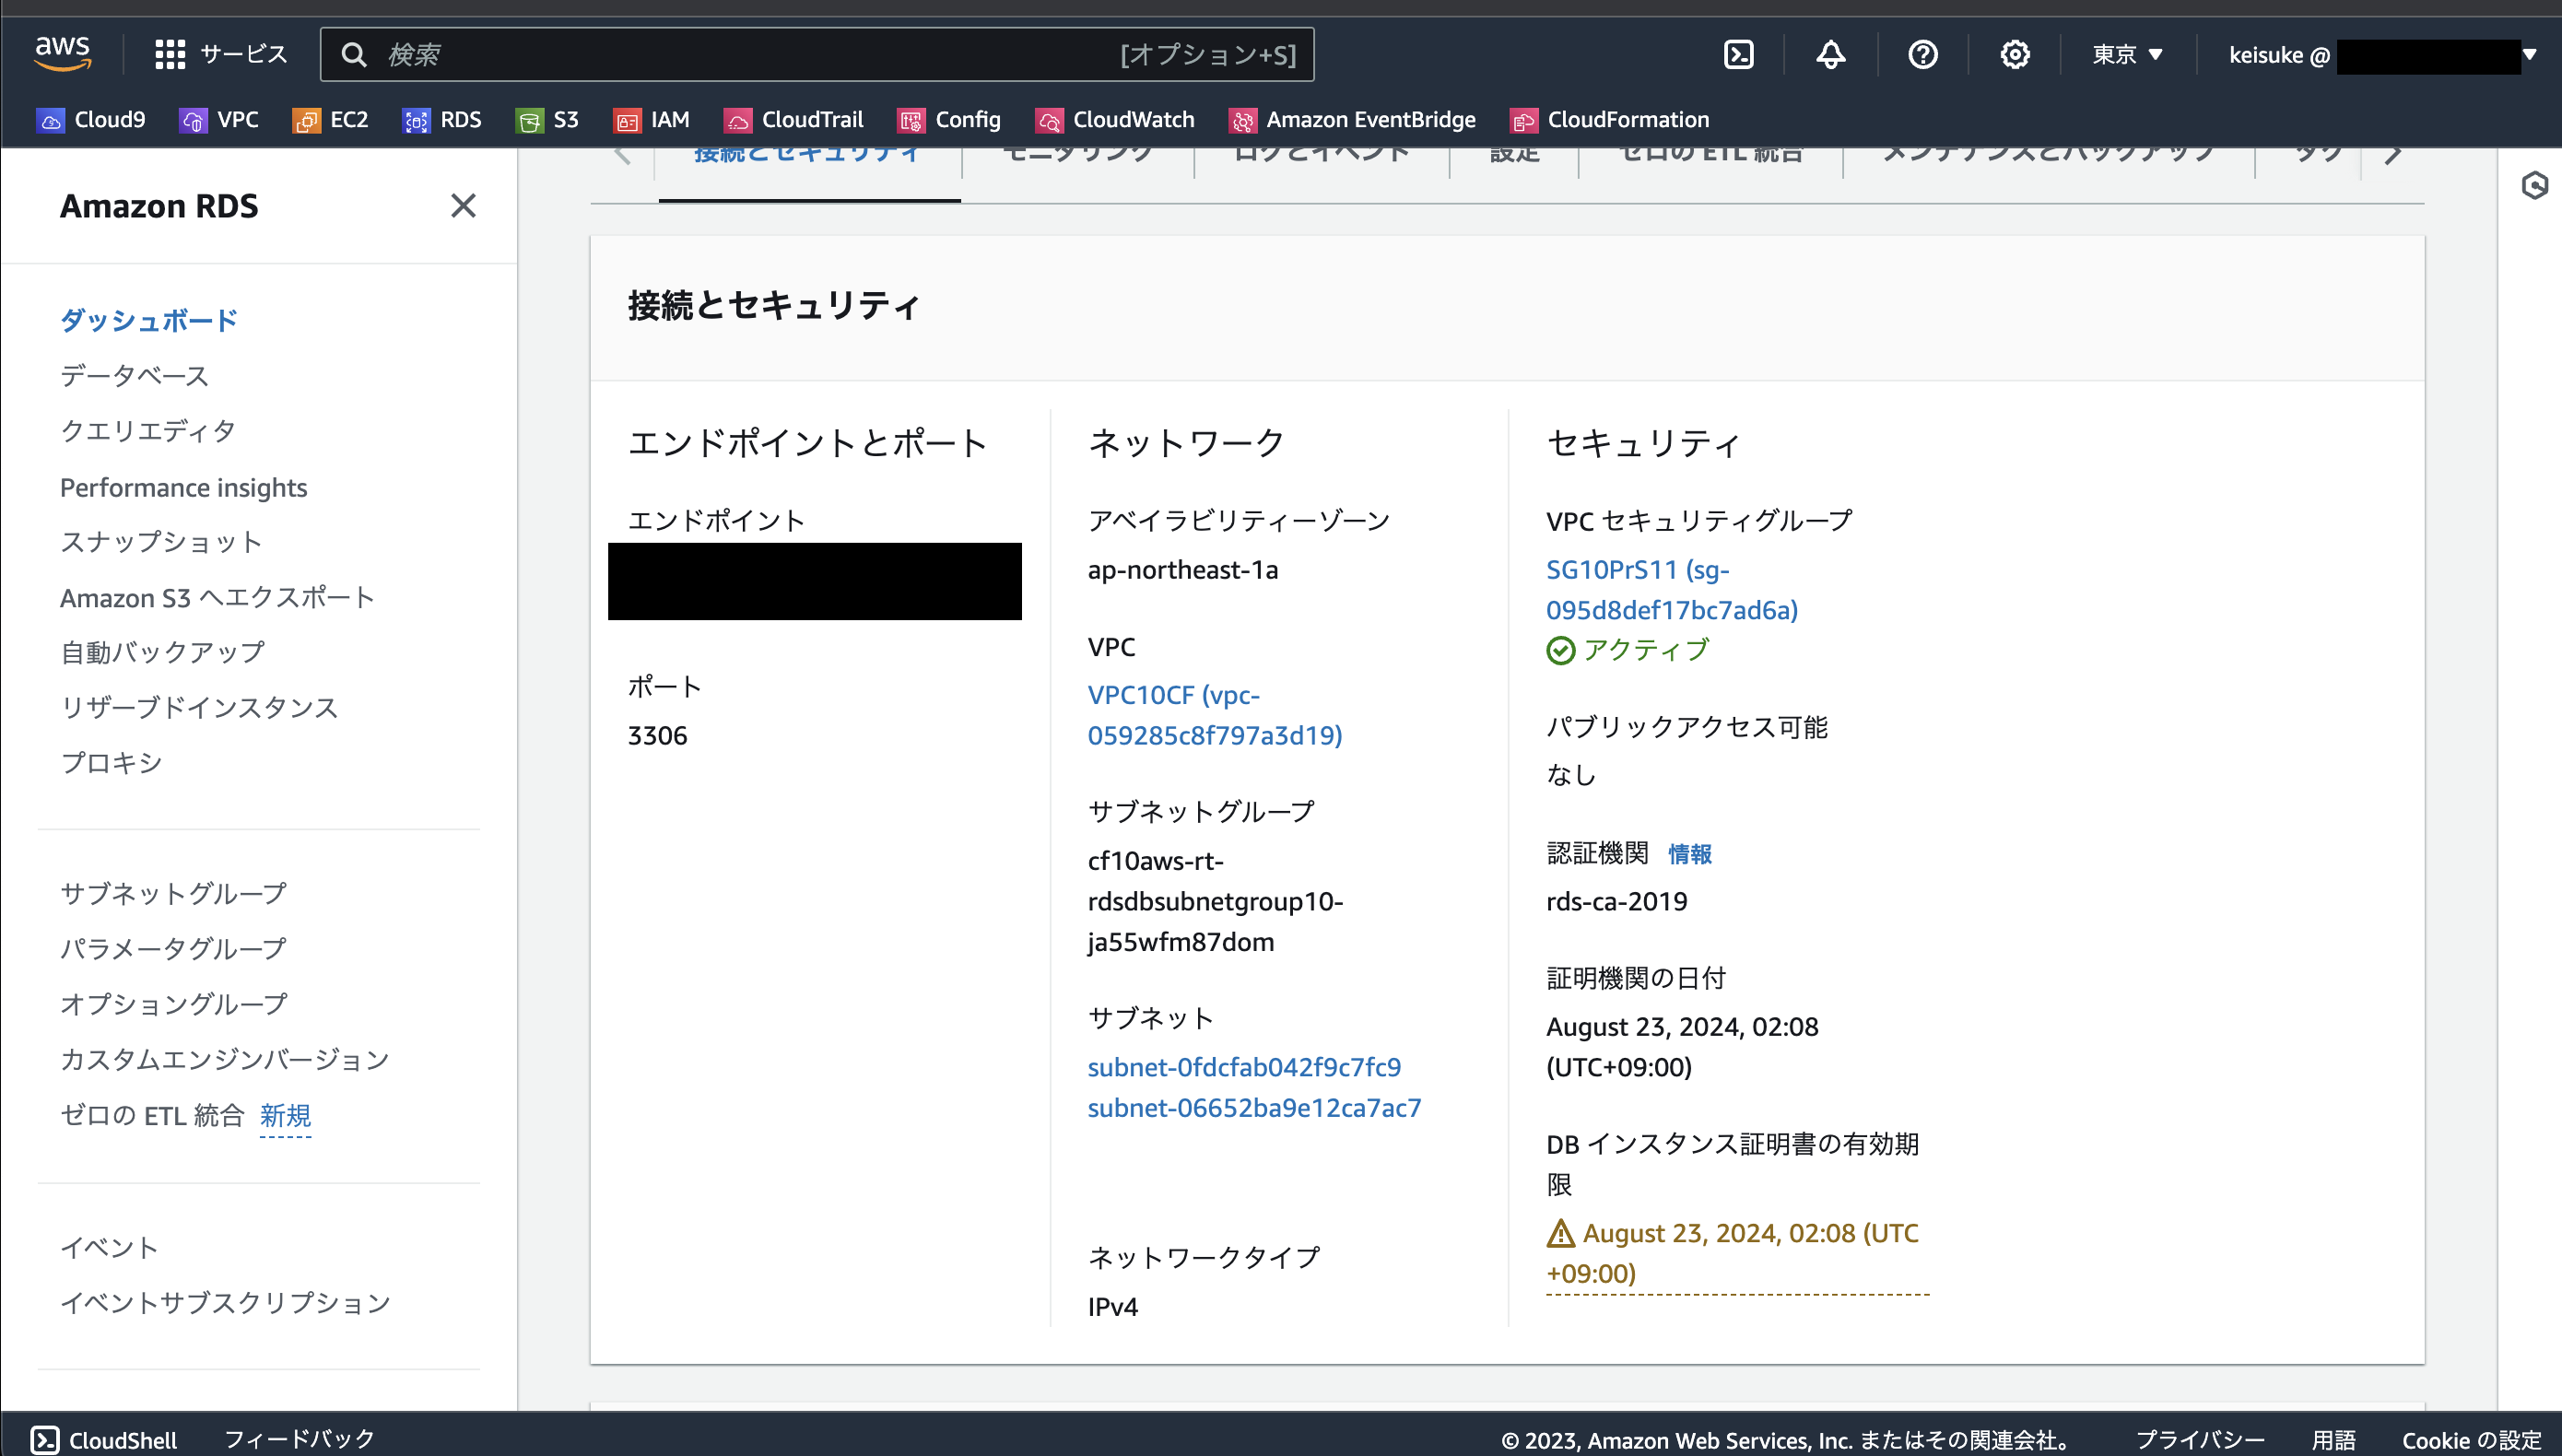 aws
サービス
検索
[オプション+S]
東京 ▼
keisuke @
Cloud9
VPC
EC2
RDS
S3
IAM
CloudTrail
Config
CloudWatch
Amazon EventBridge
CloudFormation
接続とセキュリティ
モニタリング
ログとイベント
設定
ゼロの ETL 統合
メンテナンスとバックアップ
タグ
Amazon RDS
ダッシュボード
データベース
クエリエディタ
Performance insights
スナップショット
Amazon S3 へエクスポート
自動バックアップ
リザーブドインスタンス
プロキシ
サブネットグループ
パラメータグループ
オプショングループ
カスタムエンジンバージョン
ゼロの ETL 統合 新規
イベント
イベントサブスクリプション
接続とセキュリティ
エンドポイントとポート
エンドポイント
ポート
3306
ネットワーク
アベイラビリティーゾーン
ap-northeast-1a
VPC
VPC10CF (vpc-
059285c8f797a3d19)
サブネットグループ
cf10aws-rt-
rdsdbsubnetgroup10-
ja55wfm87dom
サブネット
subnet-0fdcfab042f9c7fc9
subnet-06652ba9e12ca7ac7
ネットワークタイプ
IPv4
セキュリティ
VPC セキュリティグループ
SG10PrS11 (sg-
095d8def17bc7ad6a)
アクティブ
パブリックアクセス可能
なし
認証機関 情報
rds-ca-2019
証明機関の日付
August 23, 2024, 02:08
(UTC+09:00)
DB インスタンス証明書の有効期
限
August 23, 2024, 02:08 (UTC
+09:00)
CloudShell
フィードバック
© 2023, Amazon Web Services, Inc. またはその関連会社。
プライバシー
用語
Cookie の設定